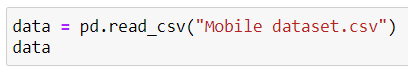 data = pd.read_csv("Mobile dataset.csv")
data